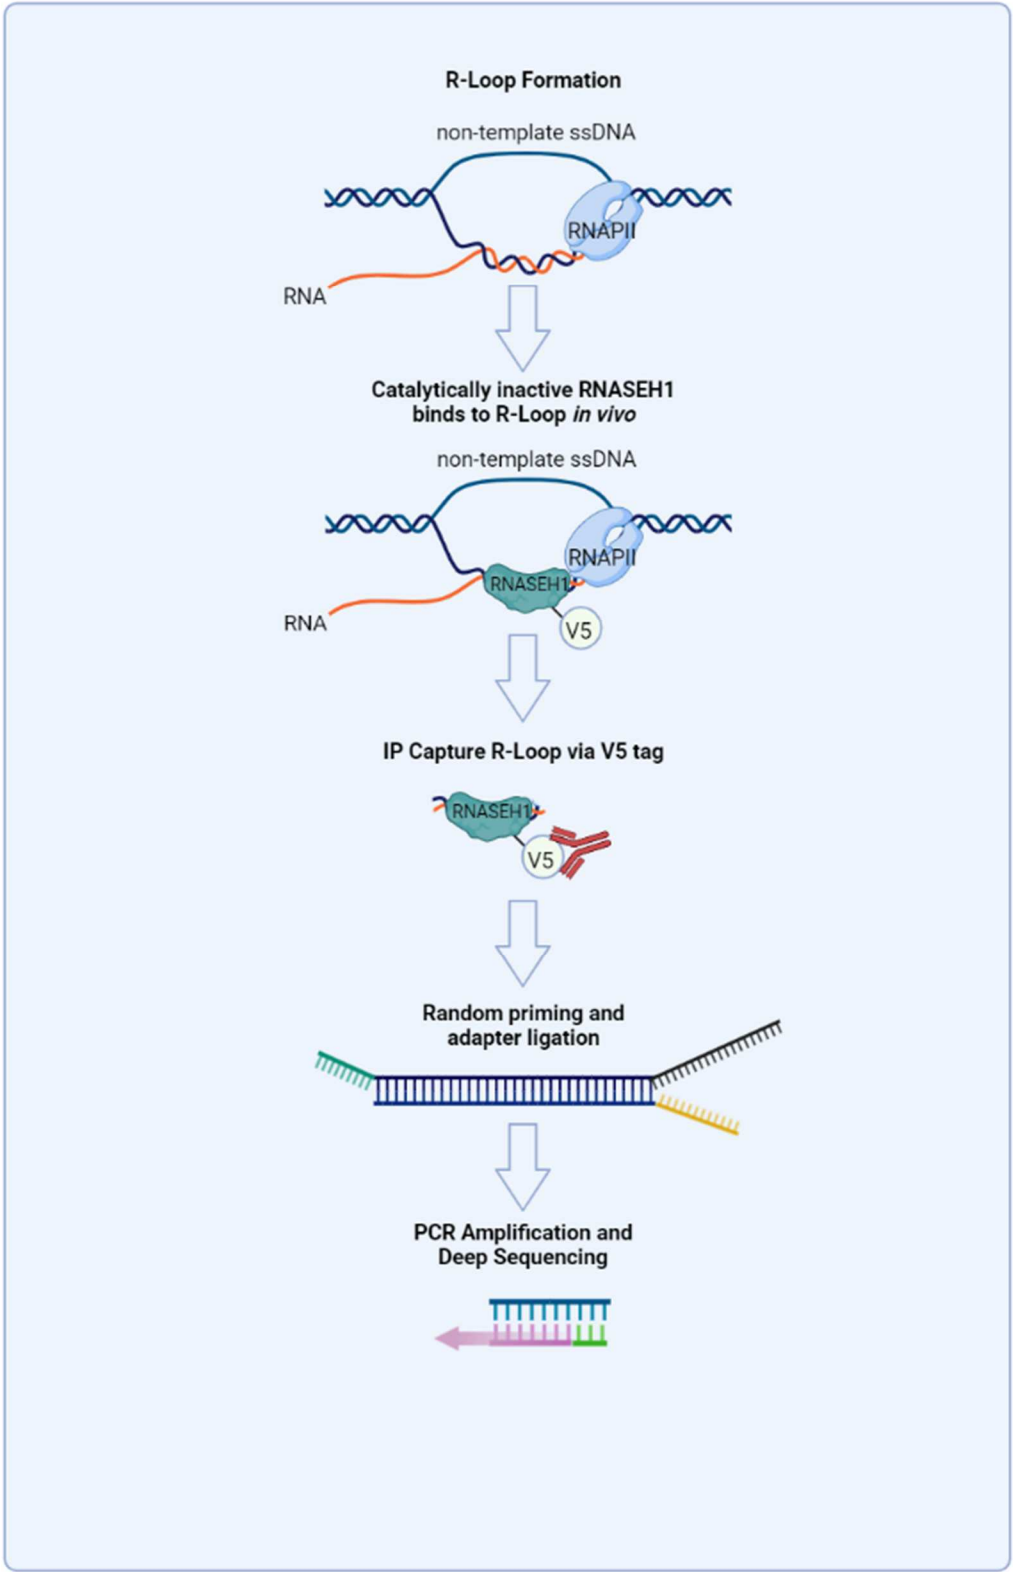 R-Loop Formation
non-template ssDNA
RNAPII
RNA
Catalytically inactive RNASEH1
binds to R-Loop in vivo
non-template ssDNA
RNAPII
RNASEH1
RNA
V5
IP Capture R-Loop via V5 tag
RNASEH1
V5
Random priming and
adapter ligation
PCR Amplification and
Deep Sequencing